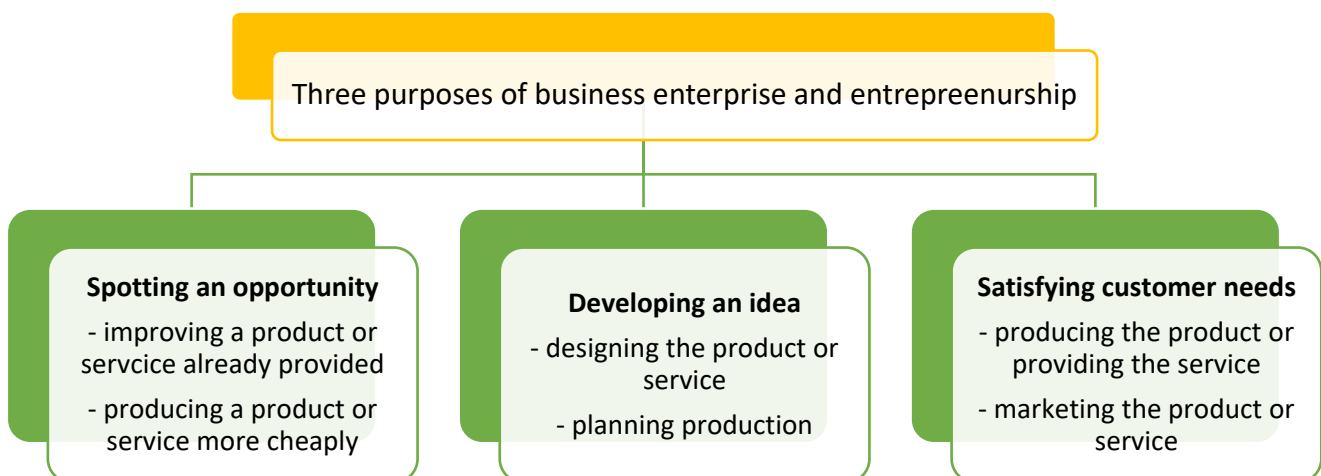 Three purposes of business enterprise and entrepreenurship
Spotting an opportunity
- improving a product or
servcice already provided
- producing a product or
service more cheaply
Developing an idea
- designing the product or
service
- planning production
Satisfying customer needs
- producing the product or
providing the service
- marketing the product or
service